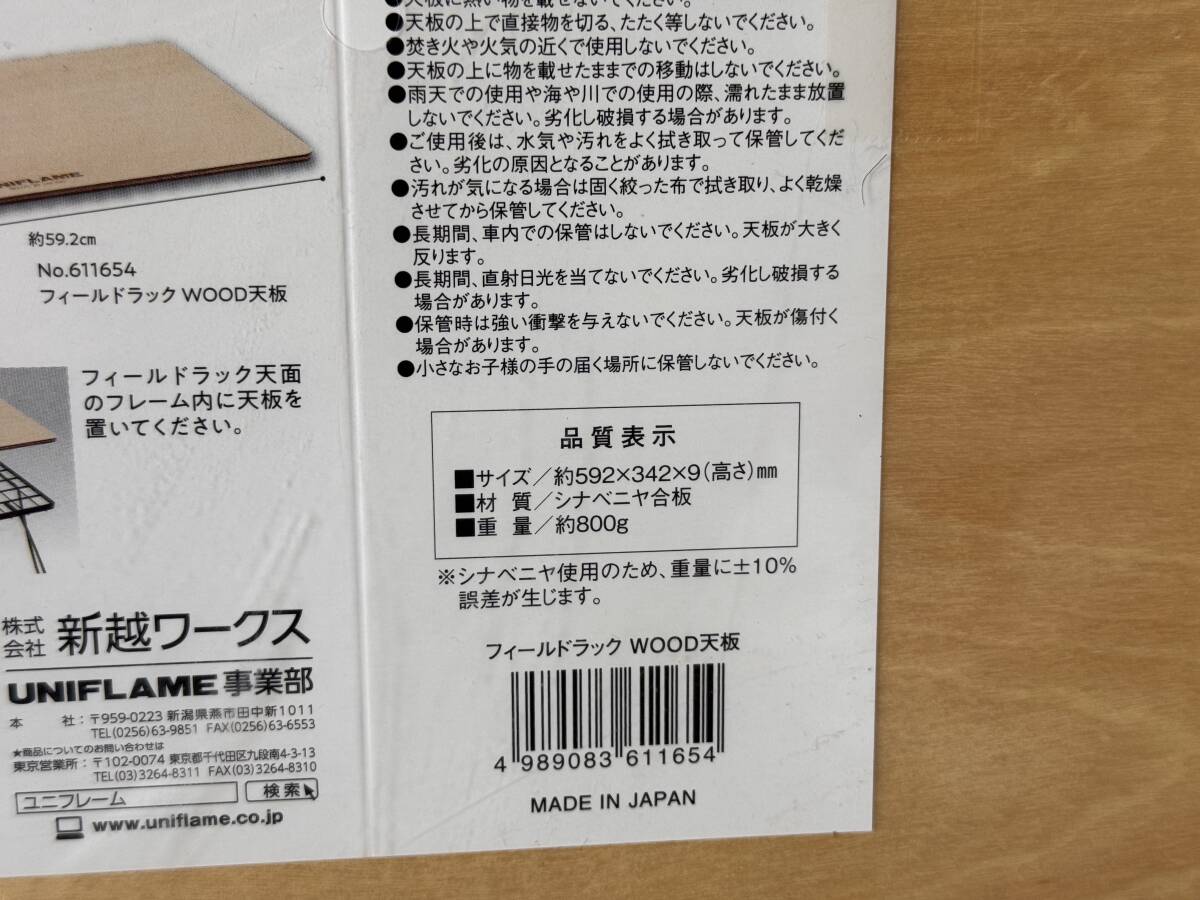 UNIFLAME
約59.2㎝
No.611654
フィールドラック WOOD天板
フィールドラック天面
のフレーム内に天板を
置いてください。
株式
会社 新越ワークス
UNIFLAME事業部
本 社:〒959-0223 新潟県燕市田中新1011
TEL(0256)63-9851 FAX(0256)63-6553
★商品についてのお問い合わせは
東京営業所:〒102-0074 東京都千代田区九段南4-3-13
TEL(03)3264-8311 FAX(03)3264-8310
ユニフレーム 検索
www.uniflame.co.jp
●天板に熱い物を載せないでください。
●天板の上で直接物を切る、たたく等しないでください。
●焚き火や火気の近くで使用しないでください。
●天板の上に物を載せたままでの移動はしないでください。
●雨天での使用や海や川での使用の際、濡れたまま放置
しないでください。劣化し破損する場合があります。
●ご使用後は、水気や汚れをよく拭き取って保管してくだ
さい。劣化の原因となることがあります。
●汚れが気になる場合は固く絞った布で拭き取り、よく乾燥
させてから保管してください。
●長期間、車内での保管はしないでください。天板が大きく
反ります。
●長期間、直射日光を当てないでください。劣化し破損する
場合があります。
●保管時は強い衝撃を与えないでください。天板が傷付く
場合があります。
●小さなお子様の手の届く場所に保管しないでください。
品質表示
■サイズ/約592×342×9(高さ)㎜
■材 質/シナベニヤ合板
■重 量/約800g
※シナベニヤ使用のため、重量に±10%
誤差が生じます。
フィールドラック WOOD天板
4 989083 611654
MADE IN JAPAN